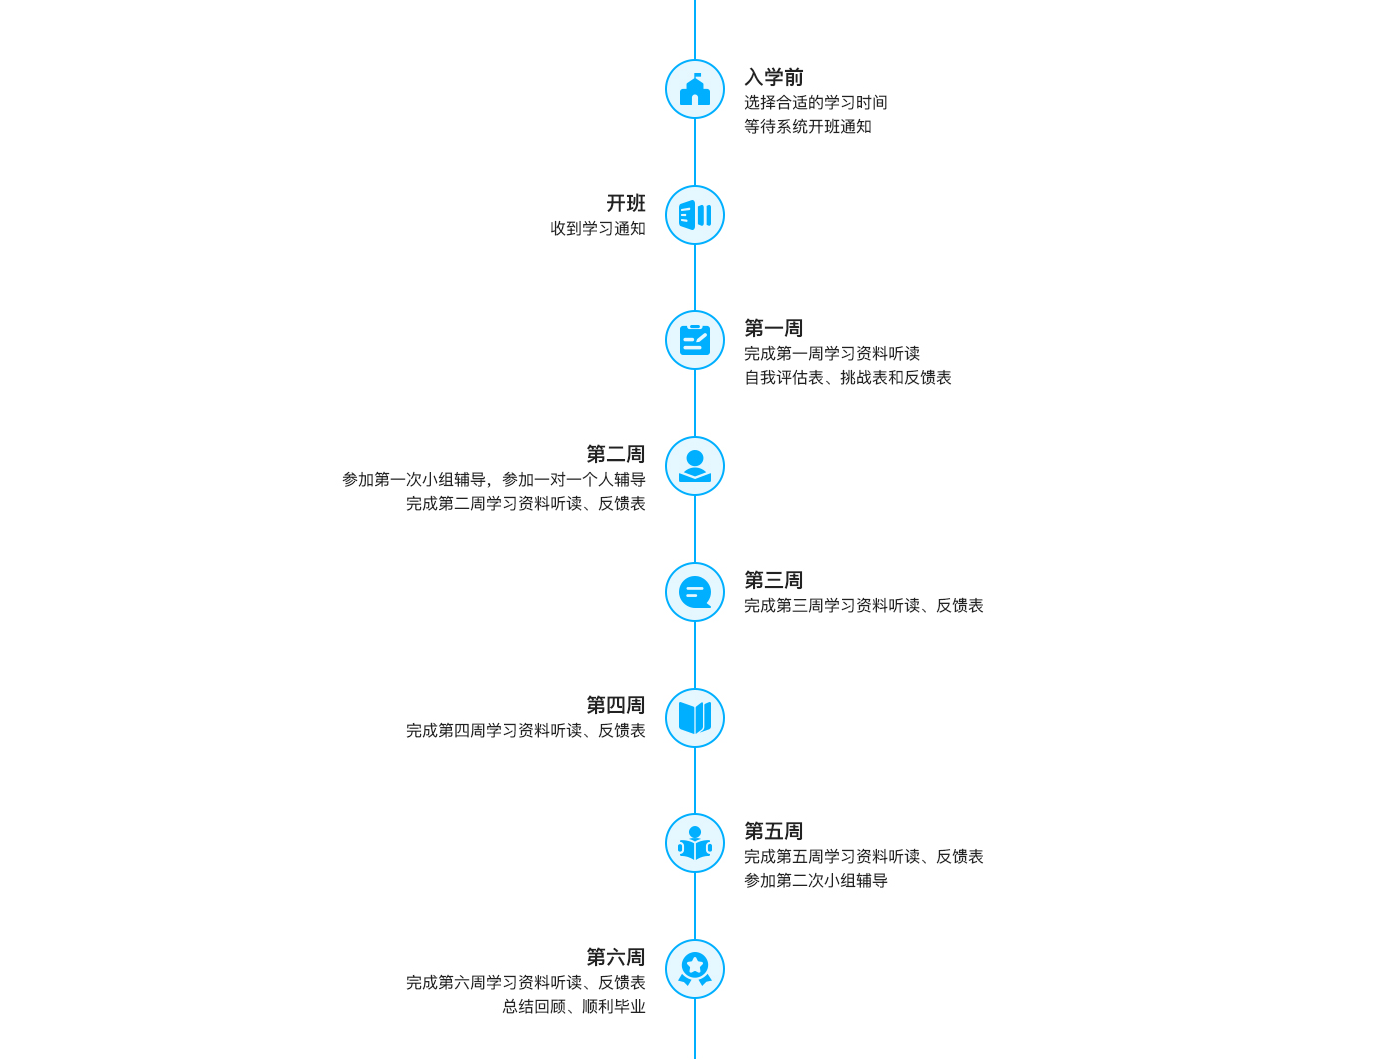 入学前
选择合适的学习时间
等待系统开班通知
开班
收到学习通知
第一周
完成第一周学习资料听读
自我评估表、挑战表和反馈表
第二周
参加第一次小组辅导，参加一对一个人辅导
完成第二周学习资料听读、反馈表
第三周
完成第三周学习资料听读、反馈表
第四周
完成第四周学习资料听读、反馈表
第五周
完成第五周学习资料听读、反馈表
参加第二次小组辅导
第六周
完成第六周学习资料听读、反馈表
总结回顾、顺利毕业